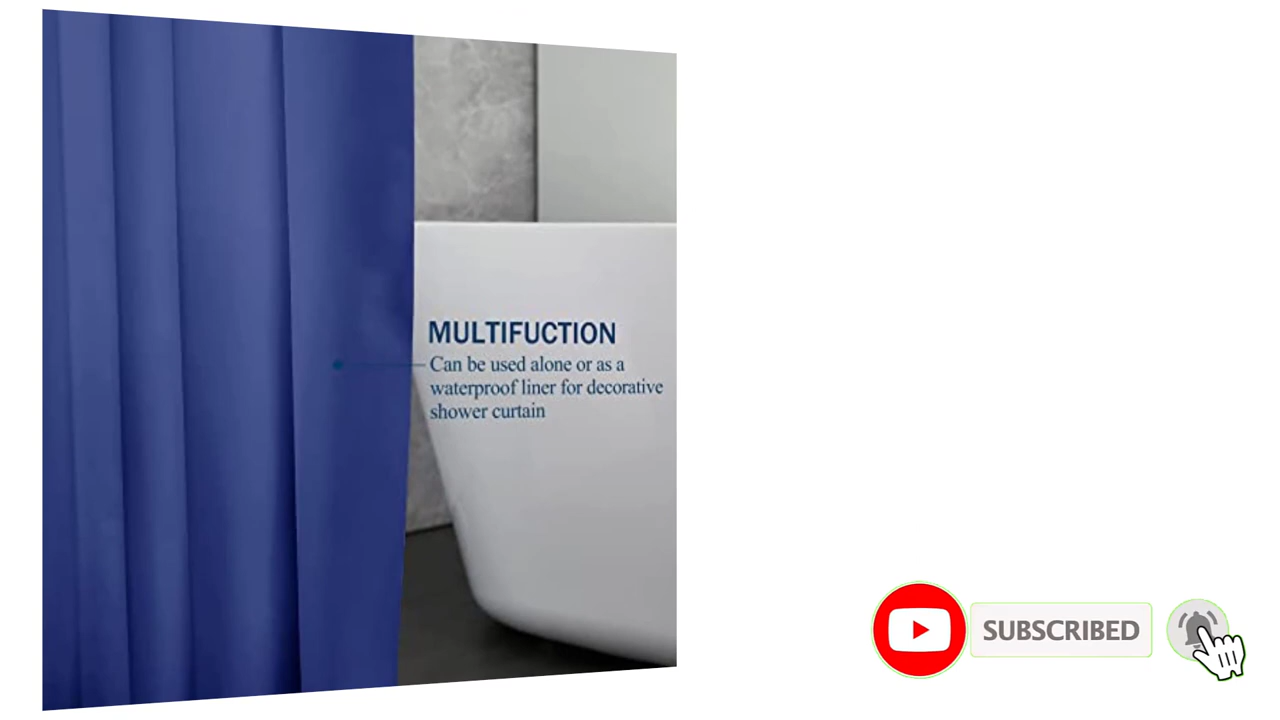 MULTIFUCTION
Can be used alone or as a
waterproof liner for decorative
shower curtain
SUBSCRIBED